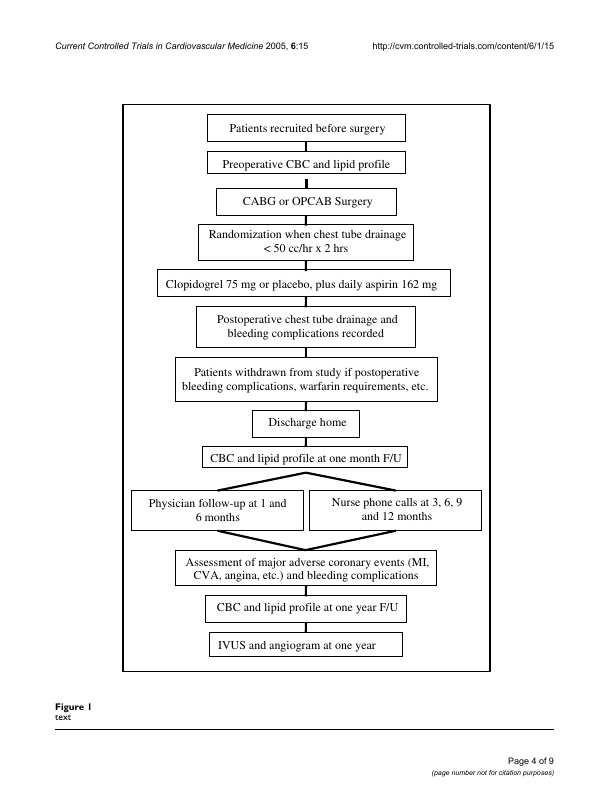 Current Controlled Trials in Cardiovascular Medicine 2005, 6:15
http://cvm.controlled-trials.com/content/6/1/15
Patients recruited before surgery
Preoperative CBC and lipid profile
CABG or OPCAB Surgery
Randomization when chest tube drainage
< 50 cc/hr x 2 hrs
Clopidogrel 75 mg or placebo, plus daily aspirin 162 mg
Postoperative chest tube drainage and
bleeding complications recorded
Patients withdrawn from study if postoperative
bleeding complications, warfarin requirements, etc.
Discharge home
CBC and lipid profile at one month F/U
Physician follow-up at 1 and
6 months
Nurse phone calls at 3, 6, 9
and 12 months
Assessment of major adverse coronary events (MI,
CVA, angina, etc.) and bleeding complications
CBC and lipid profile at one year F/U
IVUS and angiogram at one year
Figure 1
text
Page 4 of 9
(page number not for citation purposes)